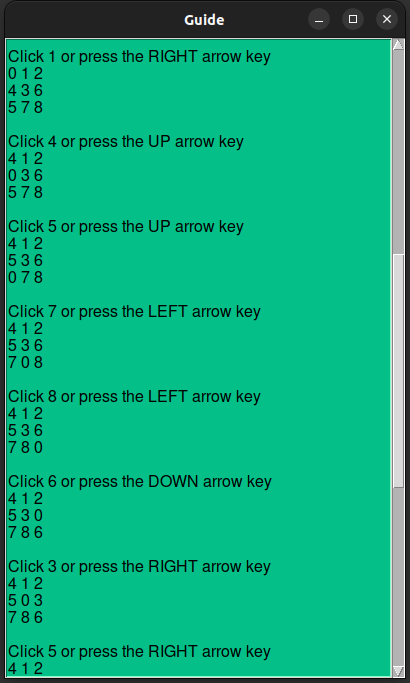 Guide
Click 1 or press the RIGHT arrow key
0 1 2
4 3 6
5 7 8
Click 4 or press the UP arrow key
4 1 2
0 3 6
5 7 8
Click 5 or press the UP arrow key
4 1 2
5 3 6
0 7 8
Click 7 or press the LEFT arrow key
4 1 2
5 3 6
7 0 8
Click 8 or press the LEFT arrow key
4 1 2
5 3 6
7 8 0
Click 6 or press the DOWN arrow key
4 1 2
5 3 0
7 8 6
Click 3 or press the RIGHT arrow key
4 1 2
5 0 3
7 8 6
Click 5 or press the RIGHT arrow key
4 1 2